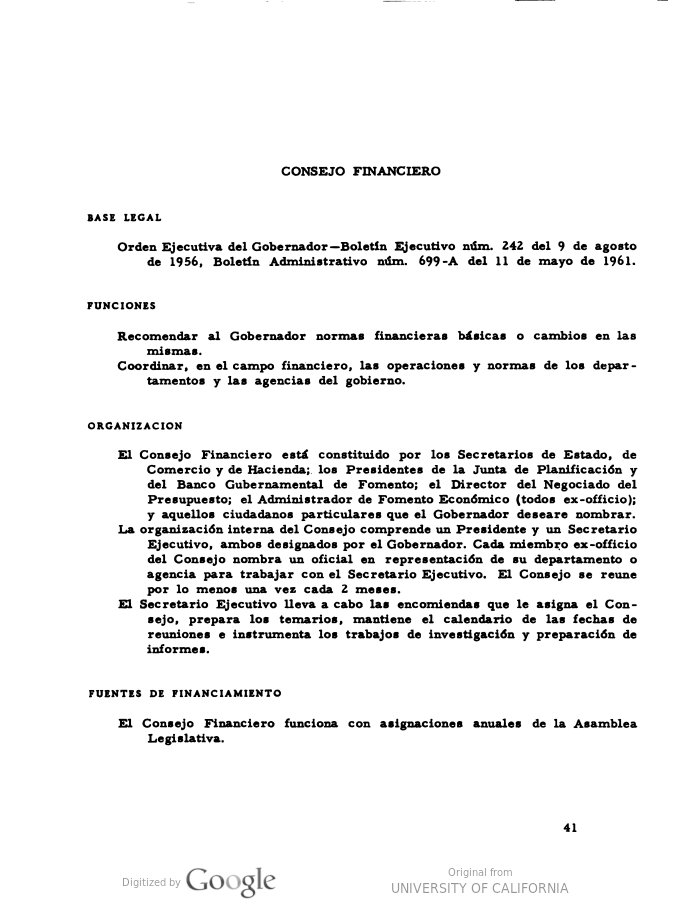 CONSEJO FINANCIERO
BASE LEGAL
Orden Ejecutiva del Gobernador—Boletín Ejecutivo núm. 242 del 9 de agosto
de 1956, Boletín Administrativo núm. 699-A del 11 de mayo de 1961.
FUNCIONES
Recomendar al Gobernador normas financieras básicas o cambios en las
mismas.
Coordinar, en el campo financiero, las operaciones y normas de los depar-
tamentos y las agencias del gobierno.
ORGANIZACION
El Consejo Financiero está constituido por los Secretarios de Estado, de
Comercio y de Hacienda; los Presidentes de la Junta de Planificación y
del Banco Gubernamental de Fomento; el Director del Negociado del
Presupuesto; el Administrador de Fomento Económico (todos ex-officio);
y aquellos ciudadanos particulares que el Gobernador deseare nombrar.
La organización interna del Consejo comprende un Presidente y un Secretario
Ejecutivo, ambos designados por el Gobernador. Cada miembro ex-officio
del Consejo nombra un oficial en representación de su departamento o
agencia para trabajar con el Secretario Ejecutivo. El Consejo se reune
por lo menos una vez cada 2 meses.
El Secretario Ejecutivo lleva a cabo las encomiendas que le asigna el Con-
sejo, prepara los temarios, mantiene el calendario de las fechas de
reuniones e instrumenta los trabajos de investigación y preparación de
informes.
FUENTES DE FINANCIAMIENTO
El Consejo Financiero funciona con asignaciones anuales de la Asamblea
Legislativa.
41
Digitized by Google
Original from
UNIVERSITY OF CALIFORNIA